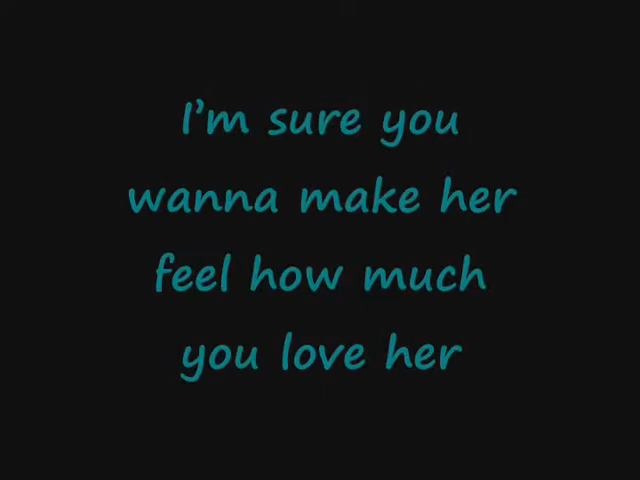 I'm sure you
wanna make her
feel how much
you love her